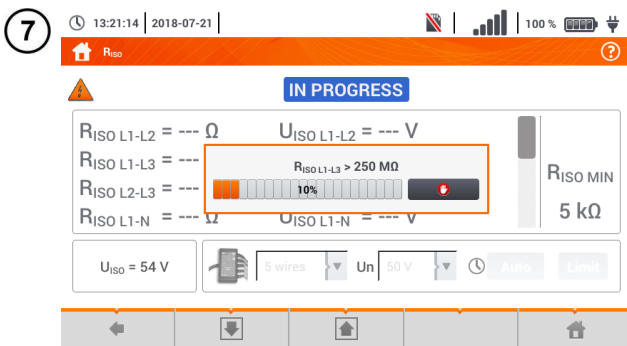 7
13:21:14 2018-07-21 100 %
RISO ?
IN PROGRESS
RISO L1-L2 = --- Ω UISO L1-L2 = --- V
RISO L1-L3 = ---
RISO L1-L3 > 250 MΩ
RISO L2-L3 = ---
10%
RISO L1-N = --- Ω UISO L1-N = --- V
RISO MIN
5 kΩ
UISO = 54 V 5 wires Un 50 V Auto Limit